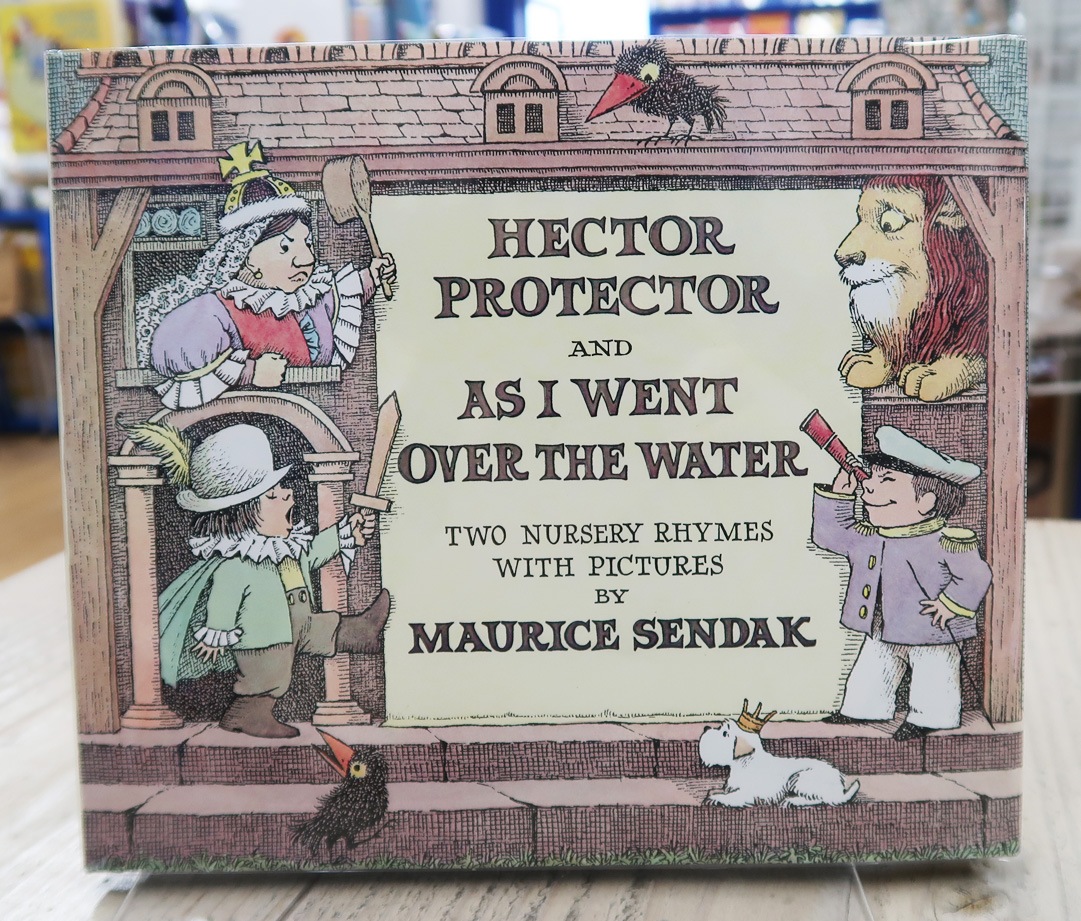 HECTOR
PROTECTOR
AND
AS I WENT
OVER THE WATER
TWO NURSERY RHYMES
WITH PICTURES
BY
MAURICE SENDAK